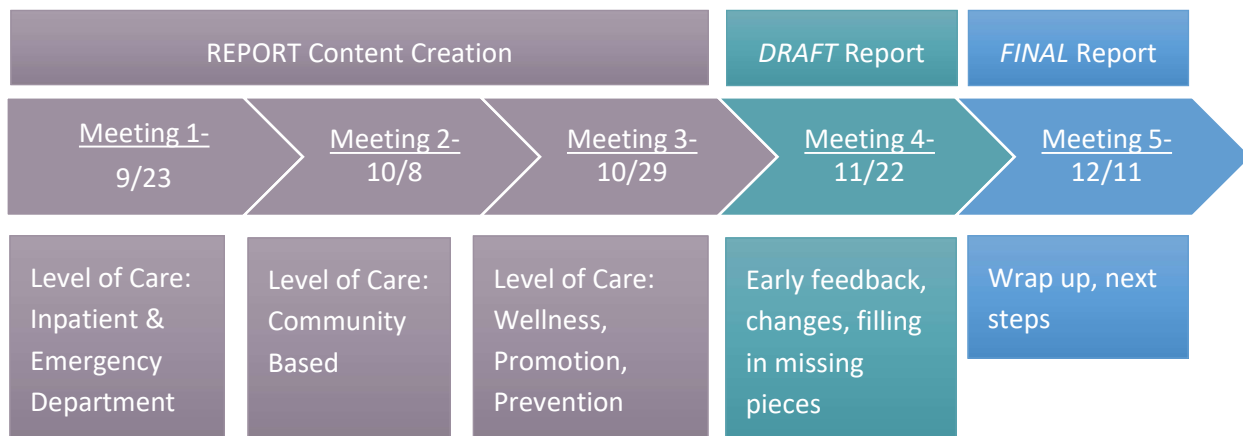 REPORT Content Creation
DRAFT Report
FINAL Report
Meeting 1-
9/23
Meeting 2-
10/8
Meeting 3-
10/29
Meeting 4-
11/22
Meeting 5-
12/11
Level of Care:
Inpatient &
Emergency
Department
Level of Care:
Community
Based
Level of Care:
Wellness,
Promotion,
Prevention
Early feedback,
changes, filling
in missing
pieces
Wrap up, next
steps